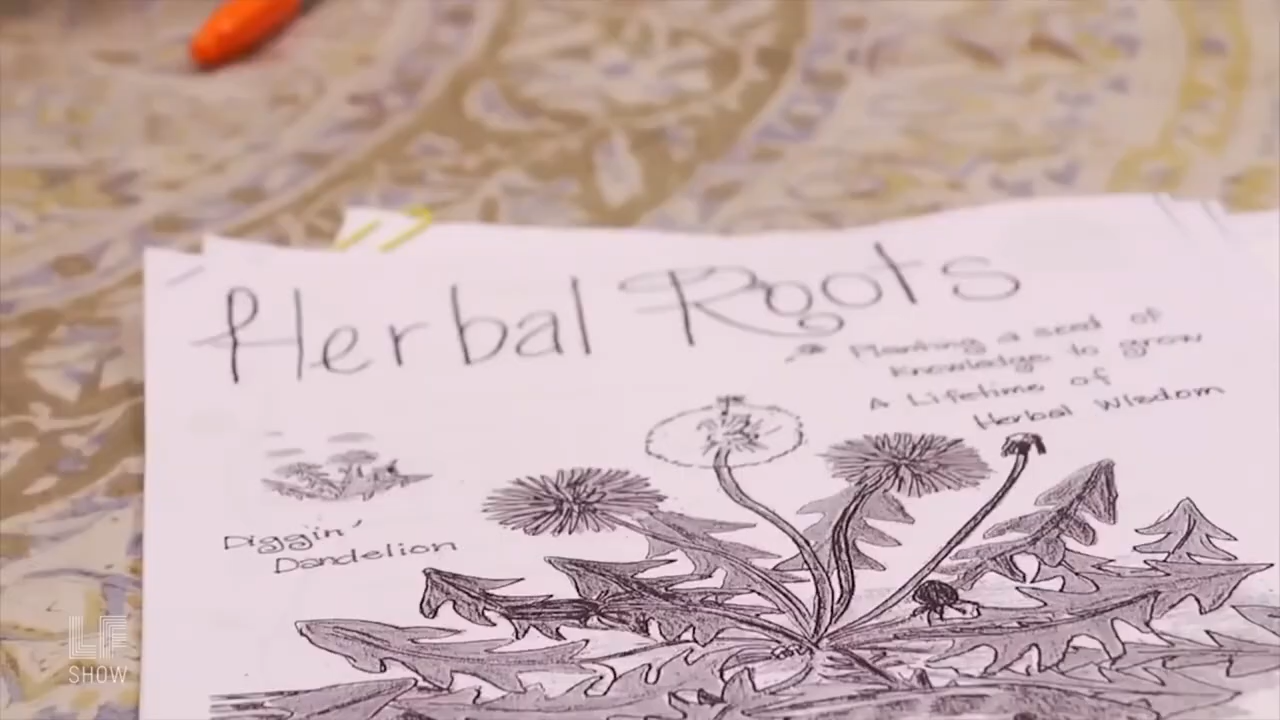 Herbal Roots
Planting a seed of
Knowledge to grow
A Lifetime of
Herbal Wisdom
Diggin'
Dandelion
LF
SHOW